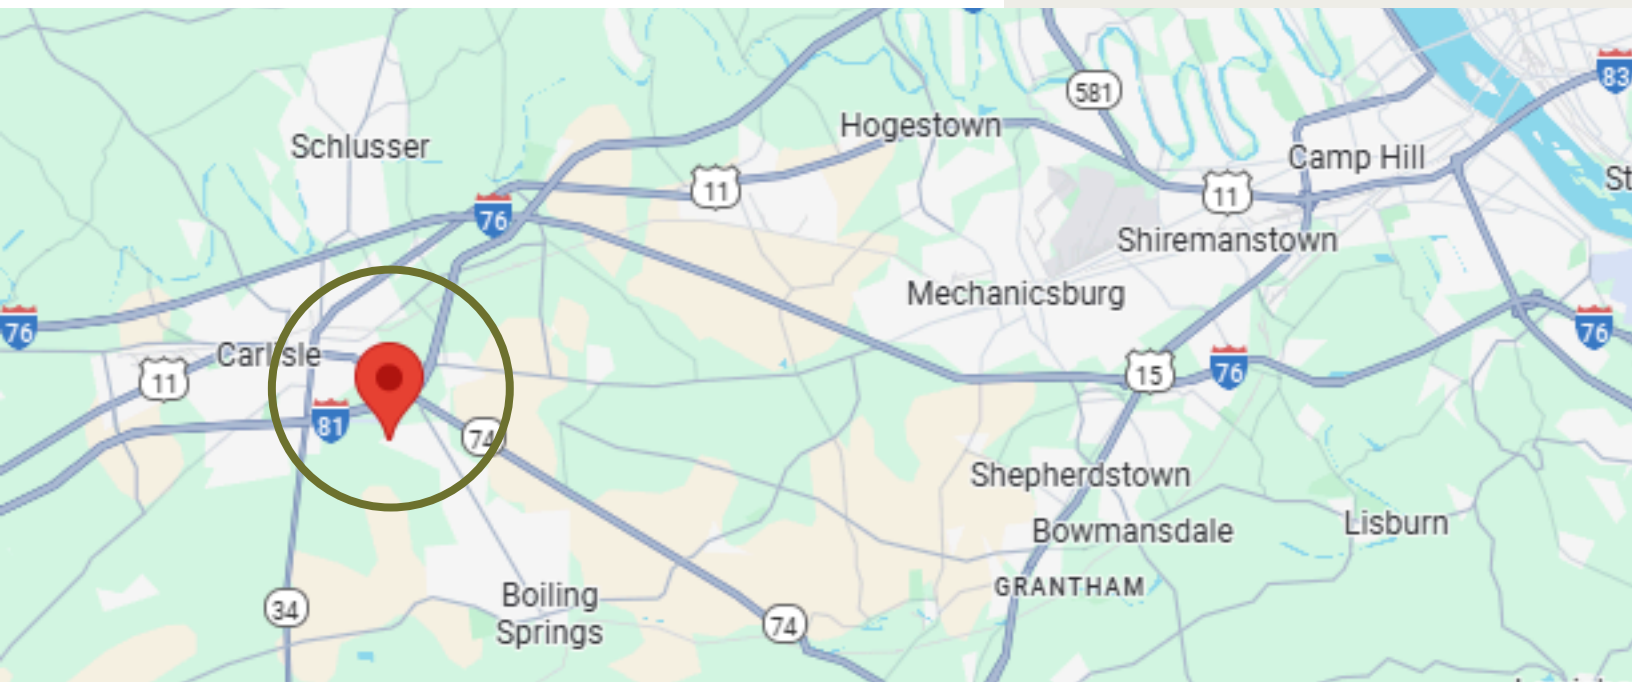 83
581
Hogestown
Schlusser
Camp Hill
St
11
11
76
Shiremanstown
Mechanicsburg
76
76
Carlisle
11
15
76
81
74
Shepherdstown
Lisburn
Bowmansdale
GRANTHAM
34
Boiling
Springs
74